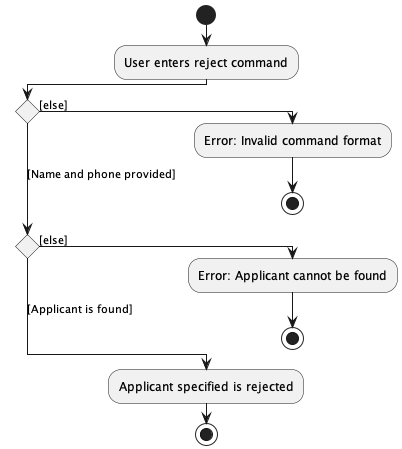 User enters reject command
[else]
Error: Invalid command format
[Name and phone provided]
[else]
Error: Applicant cannot be found
[Applicant is found]
Applicant specified is rejected